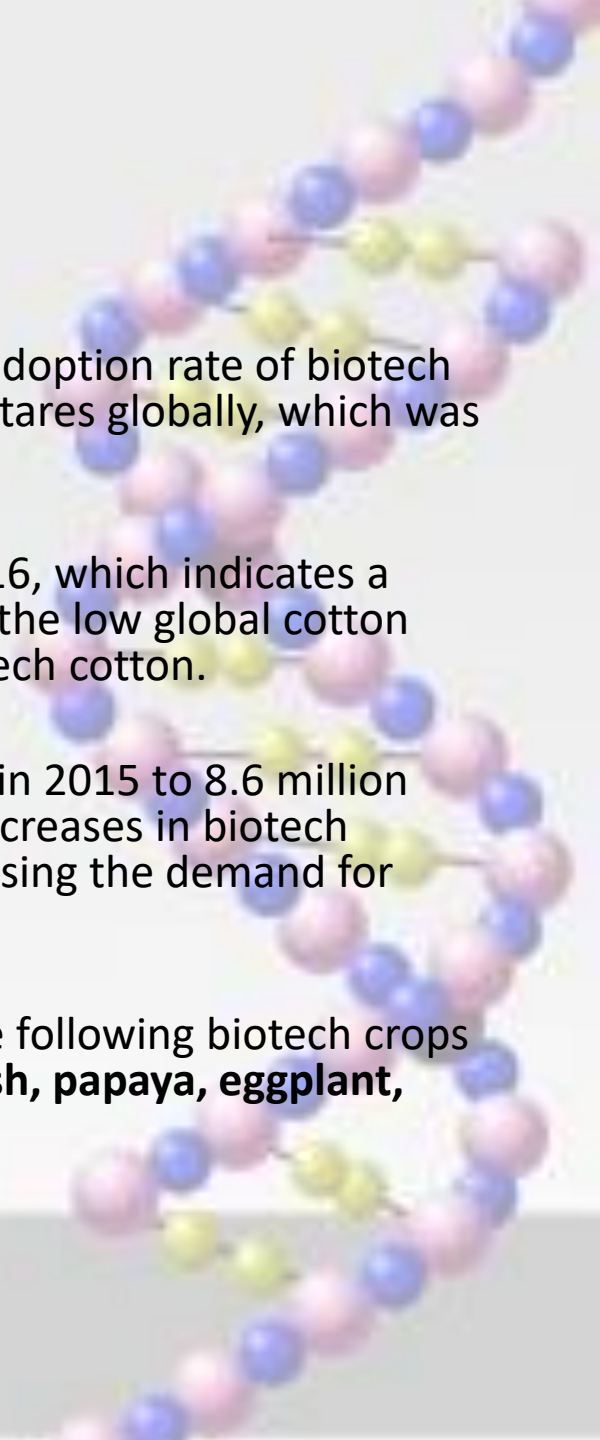 doption rate of biotech
tares globally, which was
16, which indicates a
the low global cotton
ech cotton.
in 2015 to 8.6 million
creases in biotech
sing the demand for
e following biotech crops
sh, papaya, eggplant,